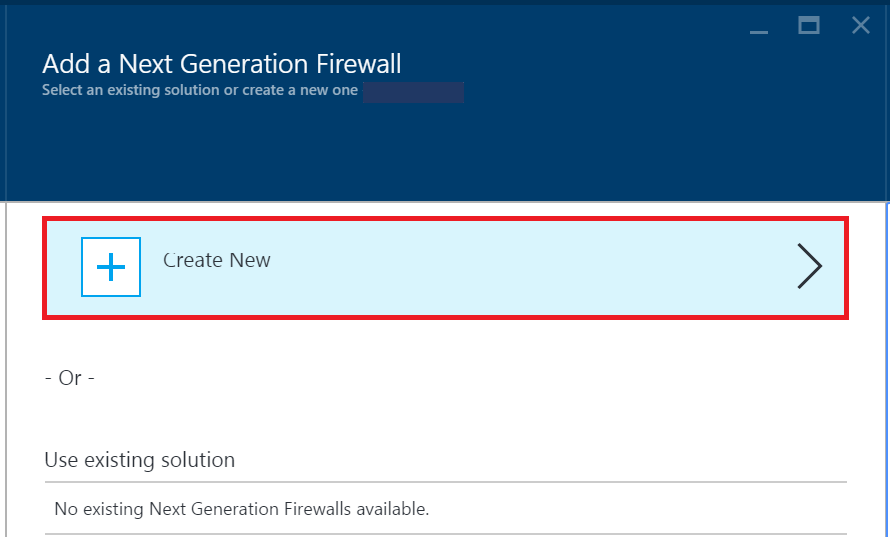 Add a Next Generation Firewall
Select an existing solution or create a new one
Create New
- Or -
Use existing solution
No existing Next Generation Firewalls available.